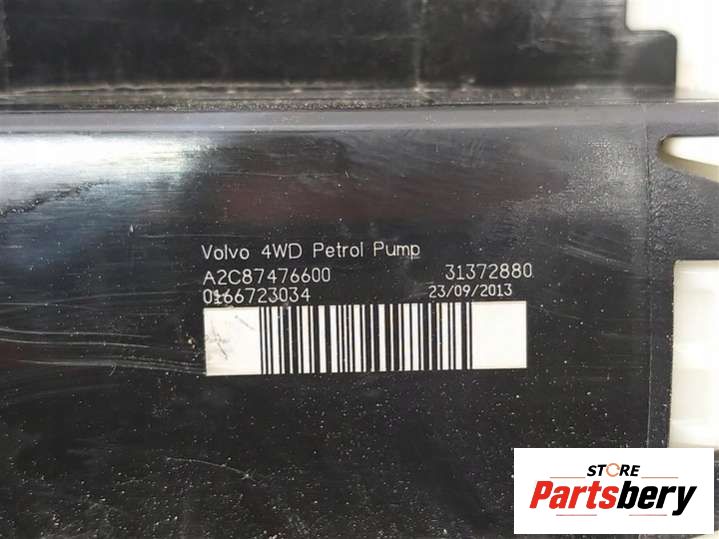 Volvo 4WD Petrol Pump
A2C87476600 31372880
0166723034 23/09/2013
STORE
Partsbery